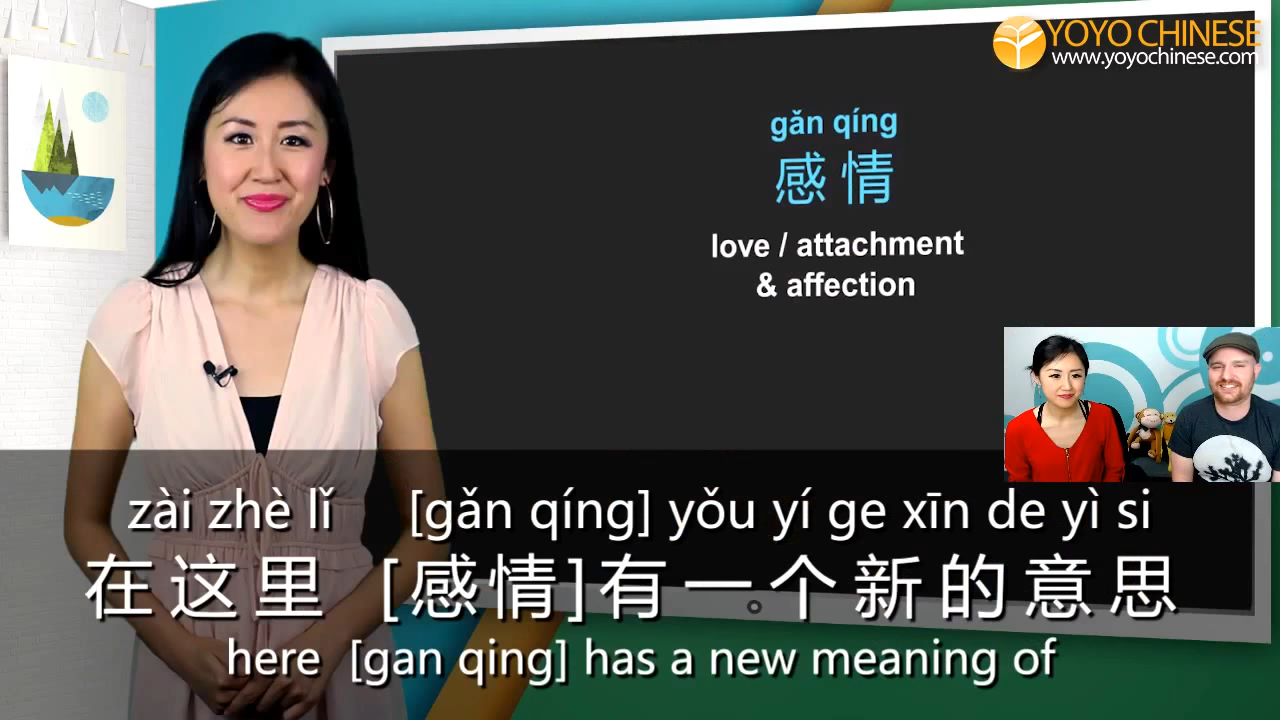 YOYO CHINESE
www.yoyochinese.com
gǎn qíng
感情
love / attachment
& affection
zài zhè lǐ [gǎn qíng] yǒu yí ge xīn de yì si
在这里 [感情]有一个新的意思
here [gan qing] has a new meaning of